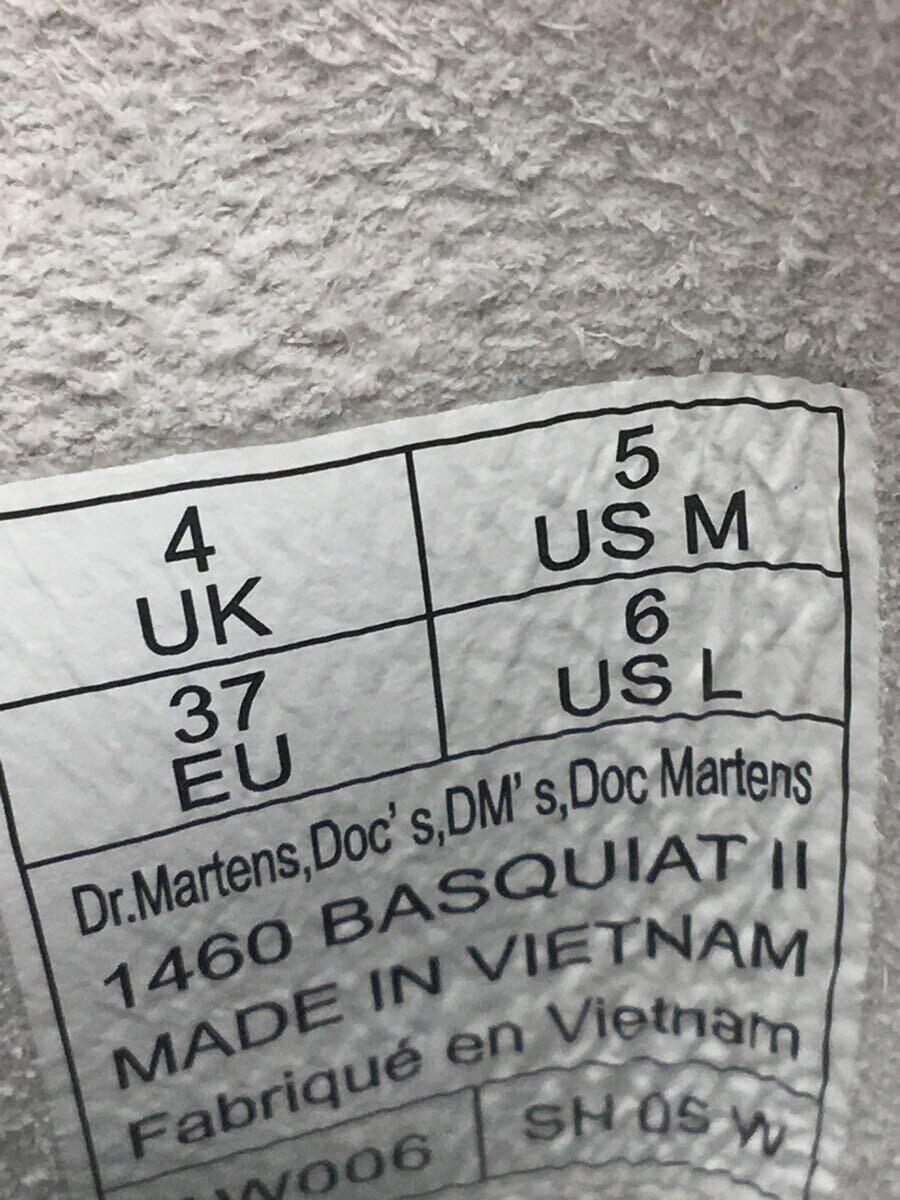 4
UK
5
US M
37
EU
6
US L
Dr.Martens,Doc's,DM's,Doc Martens
1460 BASQUIAT II
MADE IN VIETNAM
Fabriqué en Vietnam
SH 05 W